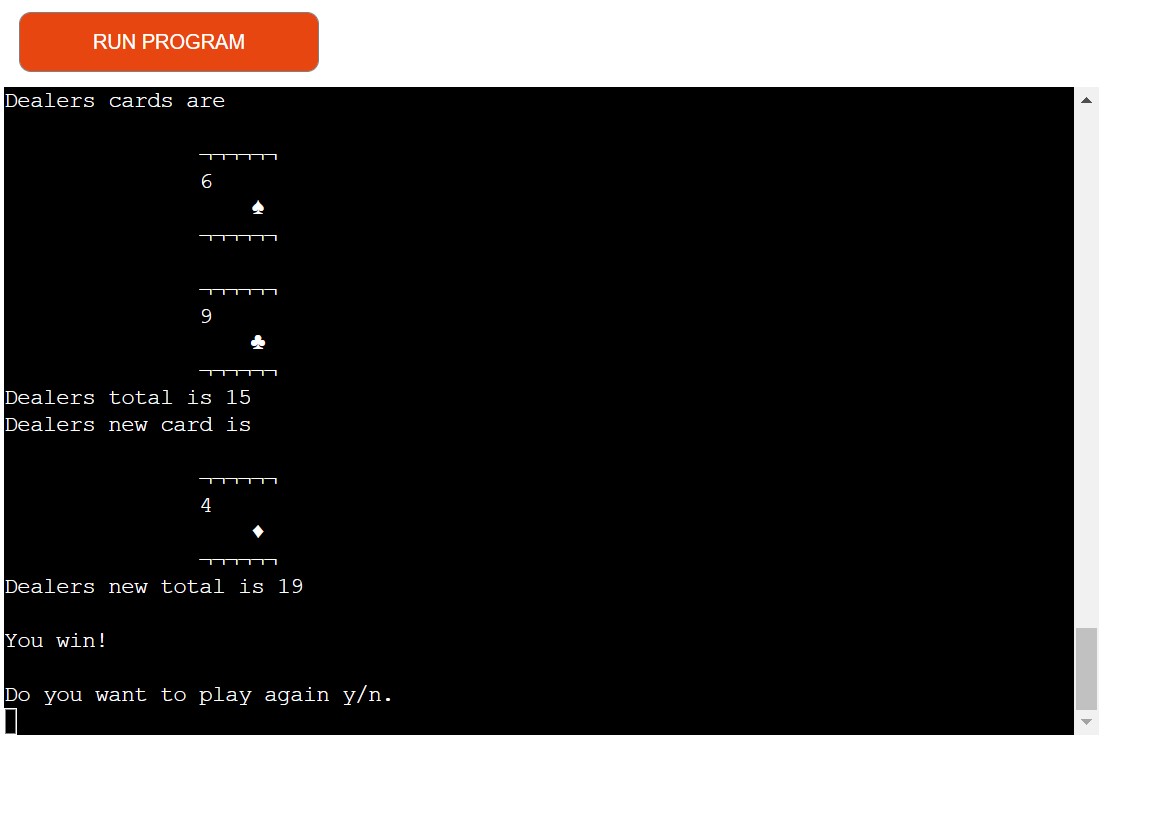 RUN PROGRAM
Dealers cards are
¬¬¬¬¬¬
6
♠
¬¬¬¬¬¬
¬¬¬¬¬¬
9
♣
¬¬¬¬¬¬
Dealers total is 15
Dealers new card is
¬¬¬¬¬¬
4
♦
¬¬¬¬¬¬
Dealers new total is 19
You win!
Do you want to play again y/n.